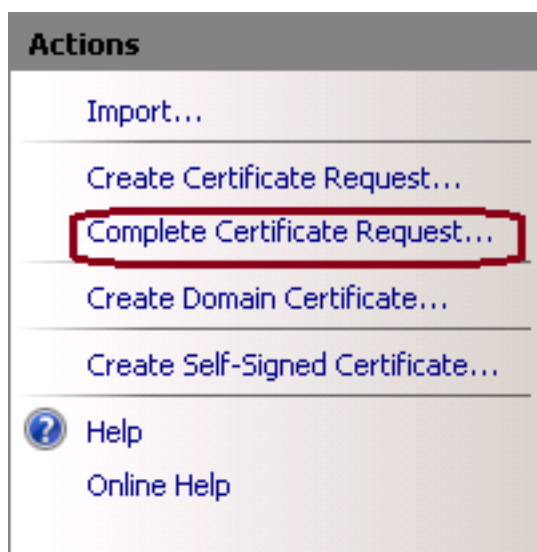 Actions
Import...
Create Certificate Request...
Complete Certificate Request...
Create Domain Certificate...
Create Self-Signed Certificate...
Help
Online Help